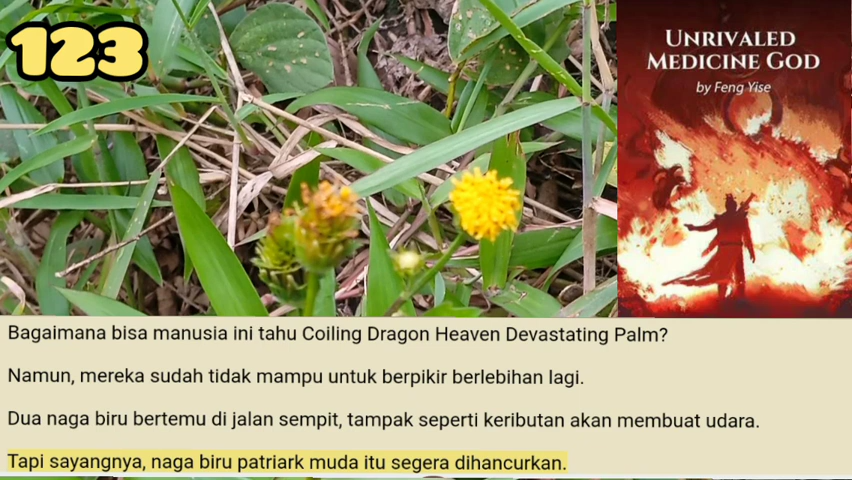 123
UNRIVALED
MEDICINE GOD
by Feng Yise
Bagaimana bisa manusia ini tahu Coiling Dragon Heaven Devastating Palm?
Namun, mereka sudah tidak mampu untuk berpikir berlebihan lagi.
Dua naga biru bertemu di jalan sempit, tampak seperti keributan akan membuat udara.
Tapi sayangnya, naga biru patriark muda itu segera dihancurkan.